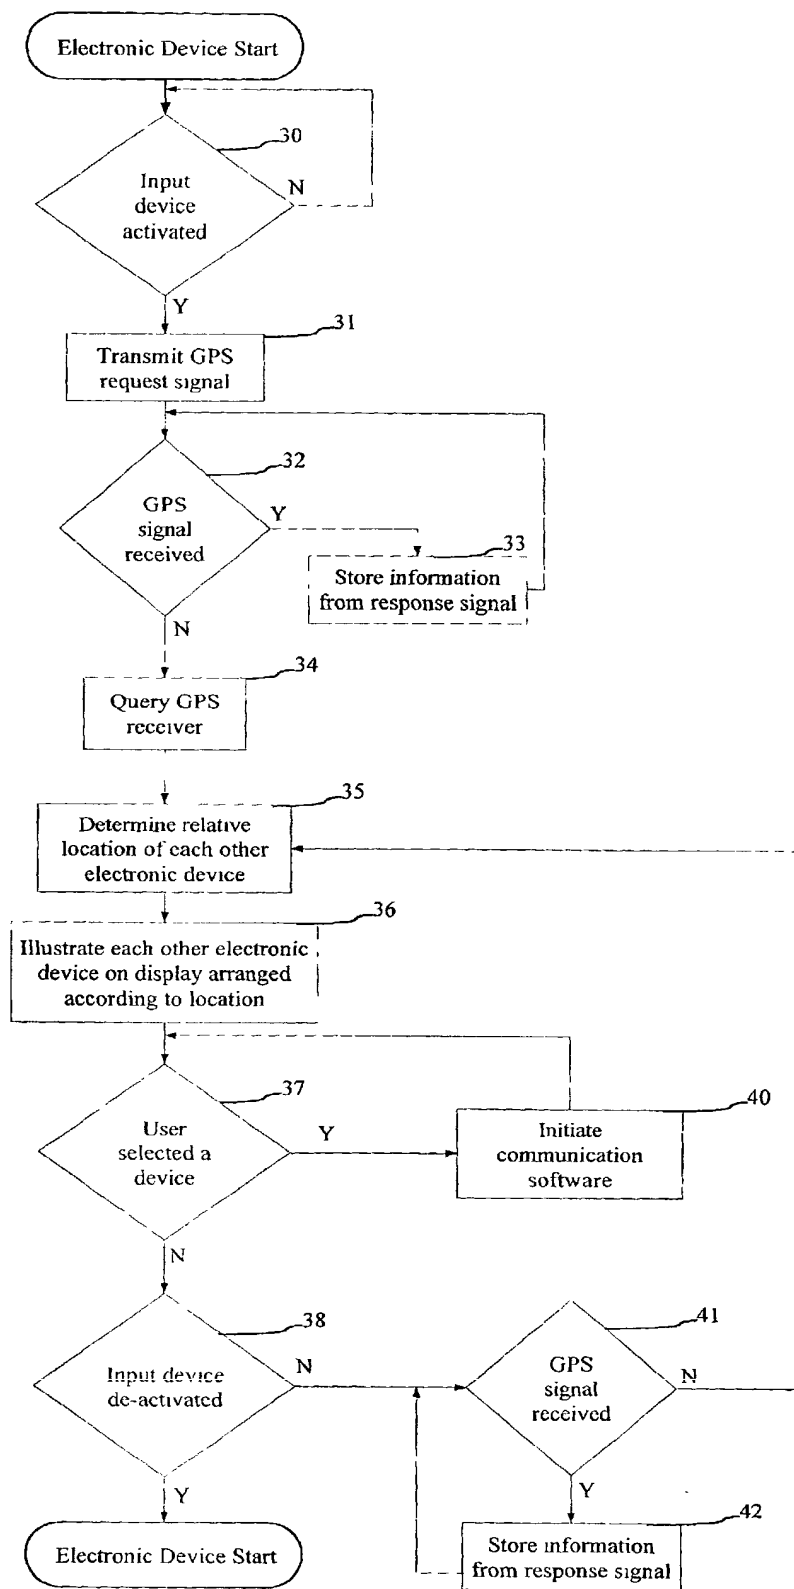 Electronic Device Start
30
Input
device
activated
N
Y
31
Transmit GPS
request signal
32
GPS
signal
received
Y
33
Store information
from response signal
N
34
Query GPS
receiver
35
Determine relative
location of each other
electronic device
36
Illustrate each other electronic
device on display arranged
according to location
37
User
selected a
device
Y
40
Initiate
communication
software
N
38
Input device
de-activated
N
41
GPS
signal
received
N
Y
Y
42
Store information
from response signal
Electronic Device Start